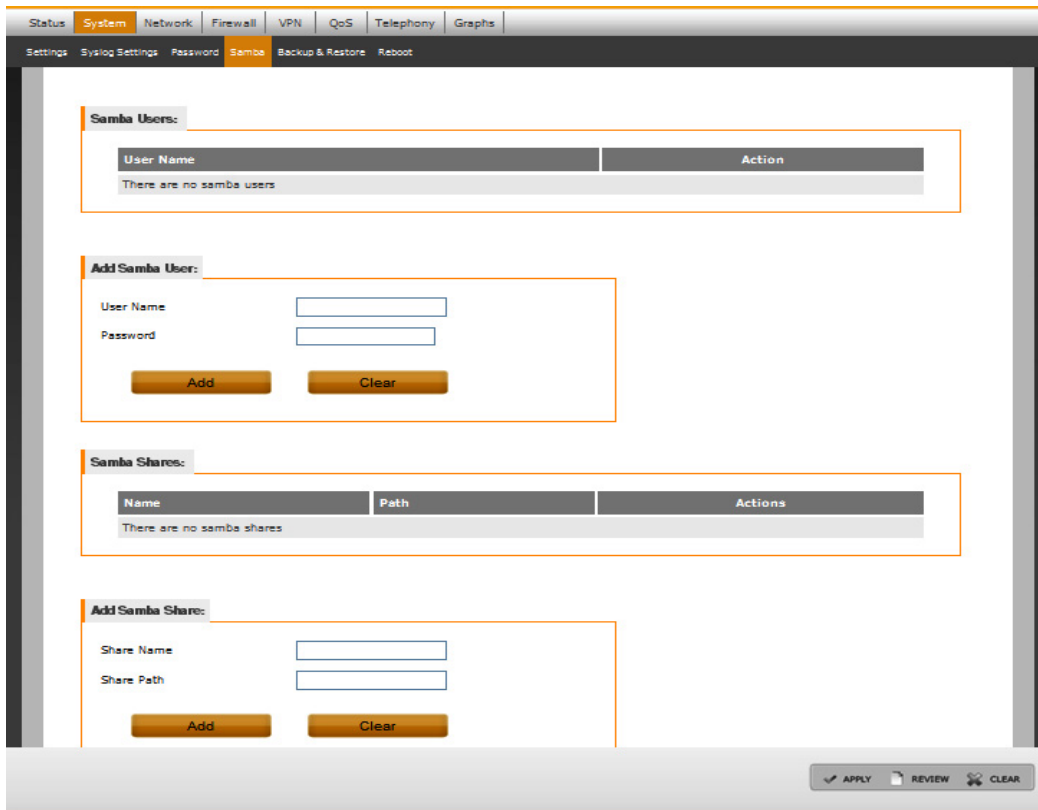 Status System Network Firewall VPN QoS Telephony Graphs
Settings Syslog Settings Password Samba Backup & Restore Reboot
Samba Users:
User Name Action
There are no samba users
Add Samba User:
User Name
Password
Add Clear
Samba Shares:
Name Path Actions
There are no samba shares
Add Samba Share:
Share Name
Share Path
Add Clear
APPLY REVIEW CLEAR